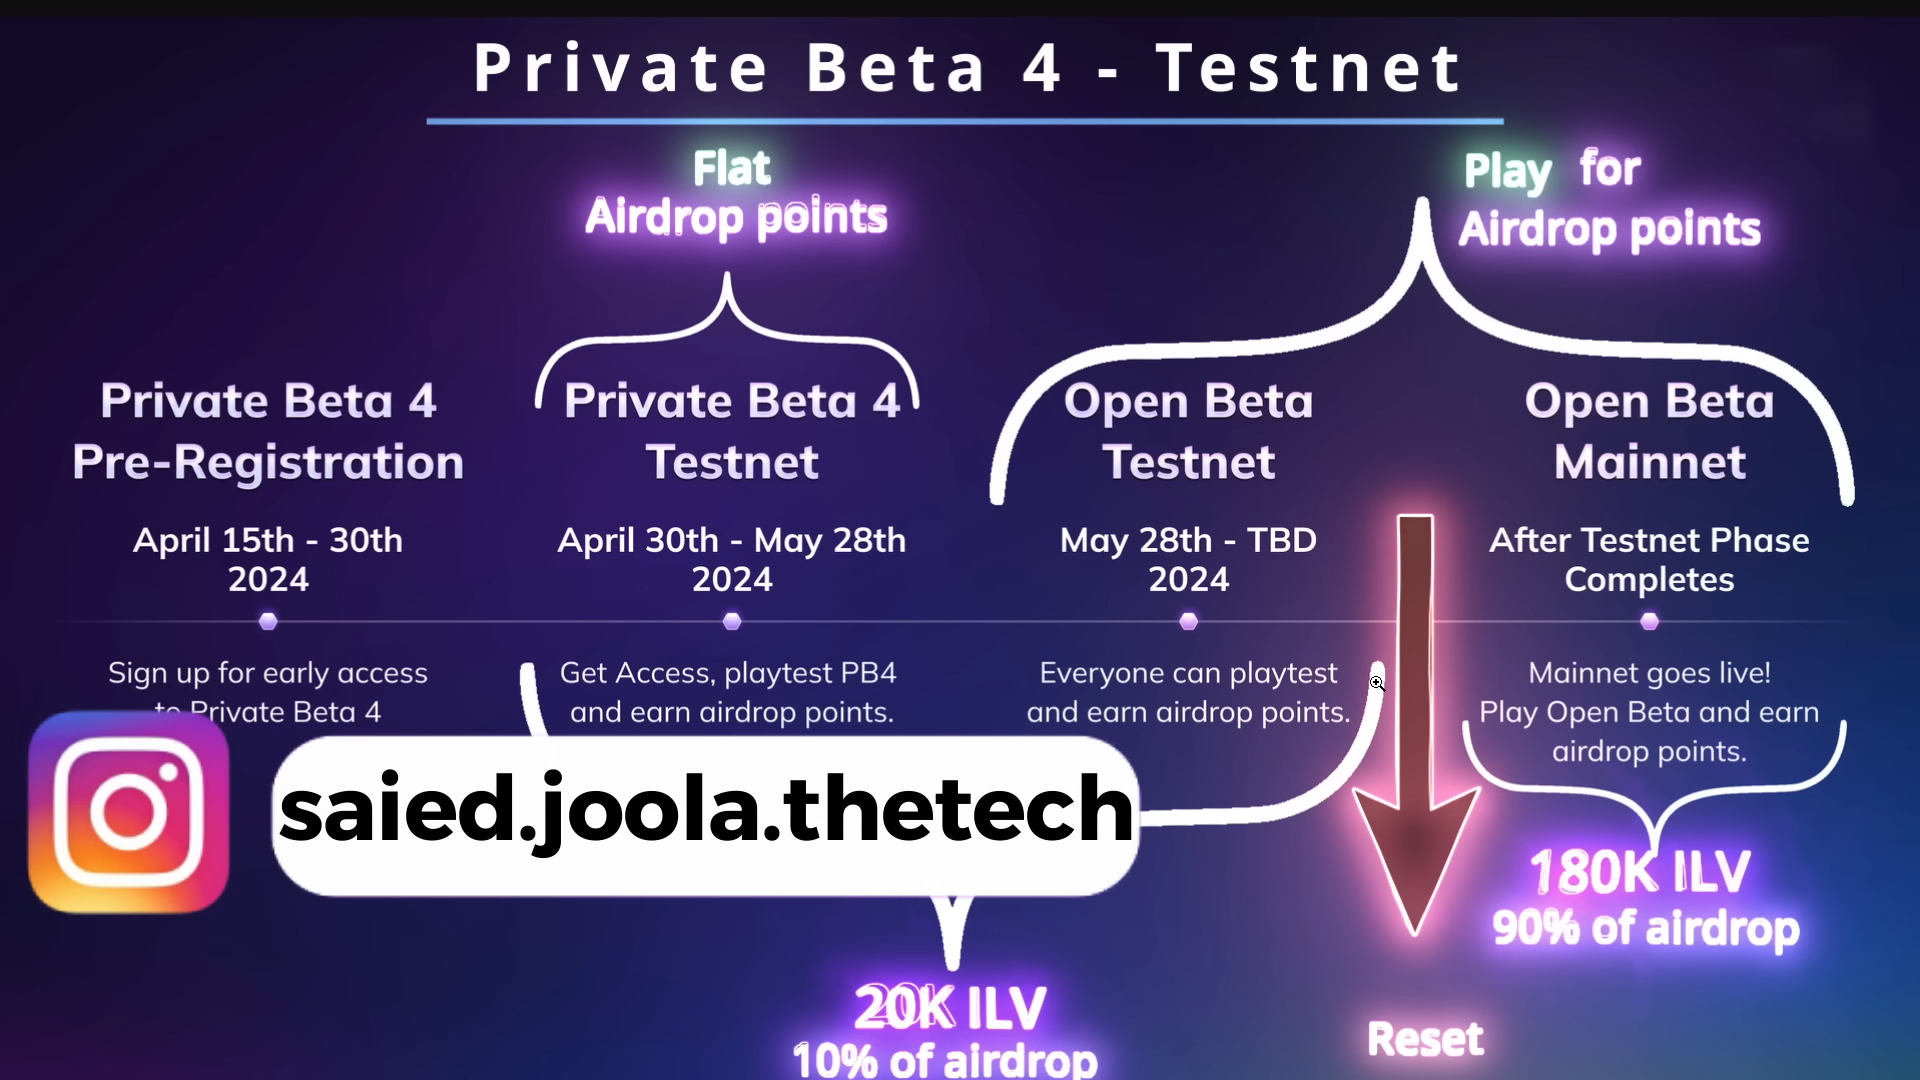 Private Beta 4 - Testnet
Flat
Airdrop points
Play for
Airdrop points
Private Beta 4
Pre-Registration
April 15th - 30th
2024
Sign up for early access
to Private Beta 4
Private Beta 4
Testnet
April 30th - May 28th
2024
Get Access, playtest PB4
and earn airdrop points.
Open Beta
Testnet
May 28th - TBD
2024
Everyone can playtest
and earn airdrop points.
Open Beta
Mainnet
After Testnet Phase
Completes
Mainnet goes live!
Play Open Beta and earn
airdrop points.
saied.joola.thetech
180K ILV
90% of airdrop
20K ILV
10% of airdrop
Reset